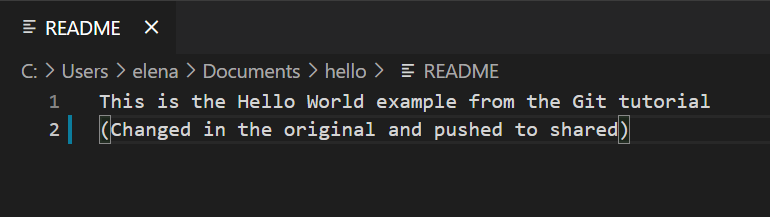 README
C: > Users > elena > Documents > hello > README
1 This is the Hello World example from the Git tutorial
2 (Changed in the original and pushed to shared)